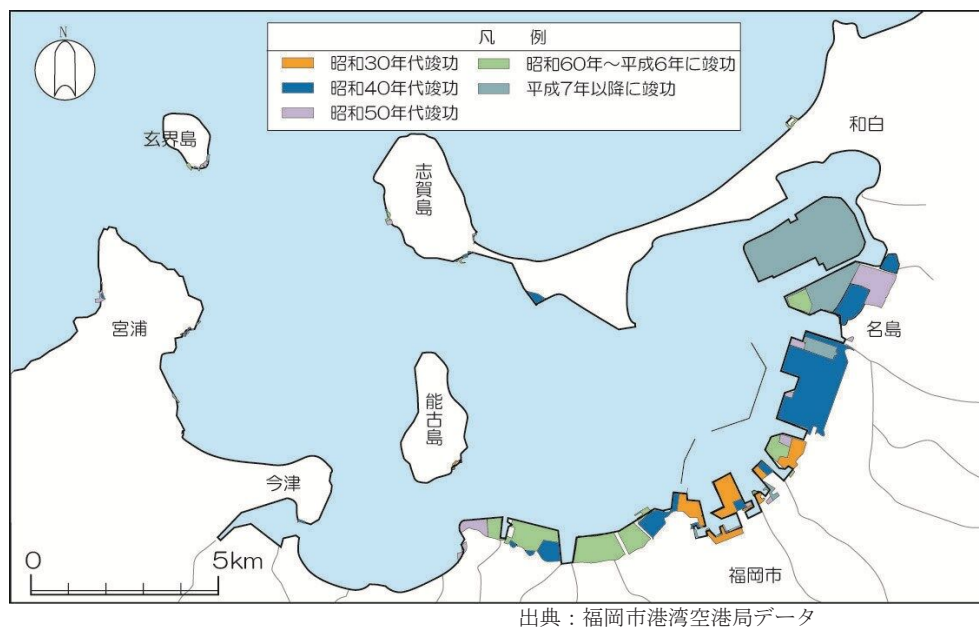 N
凡　例
昭和30年代竣功
昭和40年代竣功
昭和50年代竣功
昭和60年～平成6年に竣功
平成7年以降に竣功
和白
玄界島
志賀島
宮浦
名島
能古島
今津
福岡市
0 5km
出典：福岡市港湾空港局データ